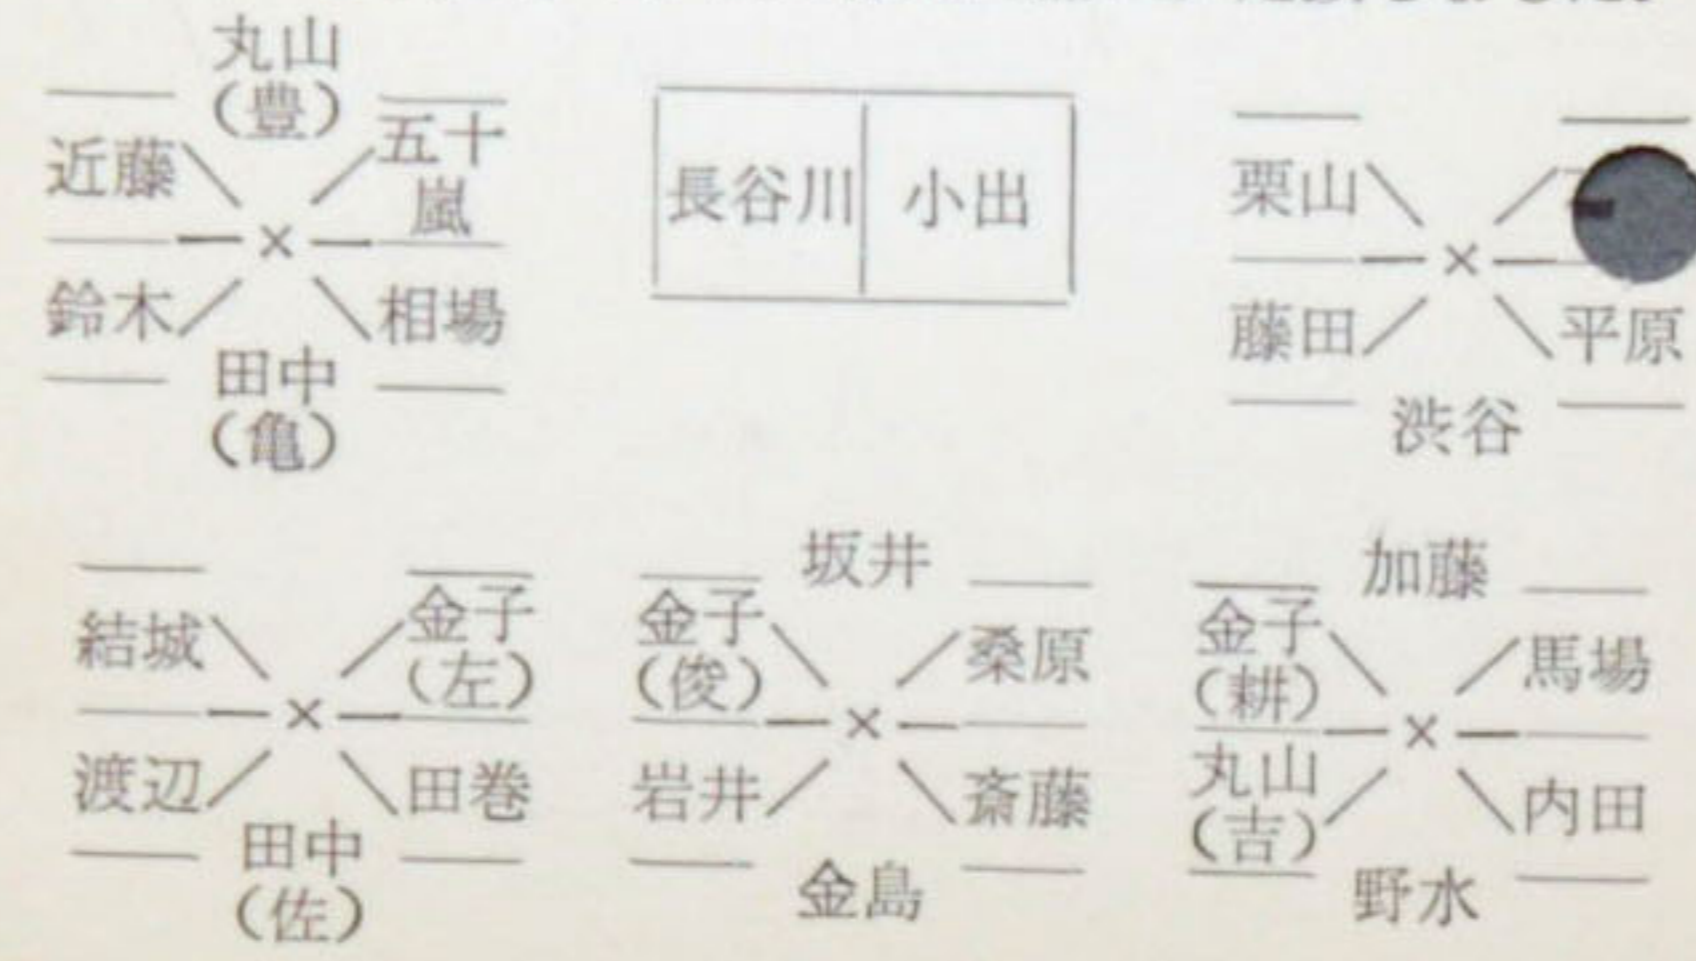 丸山
(豊)
近藤
五十
嵐
鈴木
相場
田中
(亀)
長谷川
小出
栗山
藤田
平原
渋谷
結城
金子
(左)
渡辺
田巻
田中
(佐)
坂井
金子
(俊)
桑原
岩井
斎藤
金島
加藤
金子
(耕)
馬場
丸山
(吉)
内田
野水